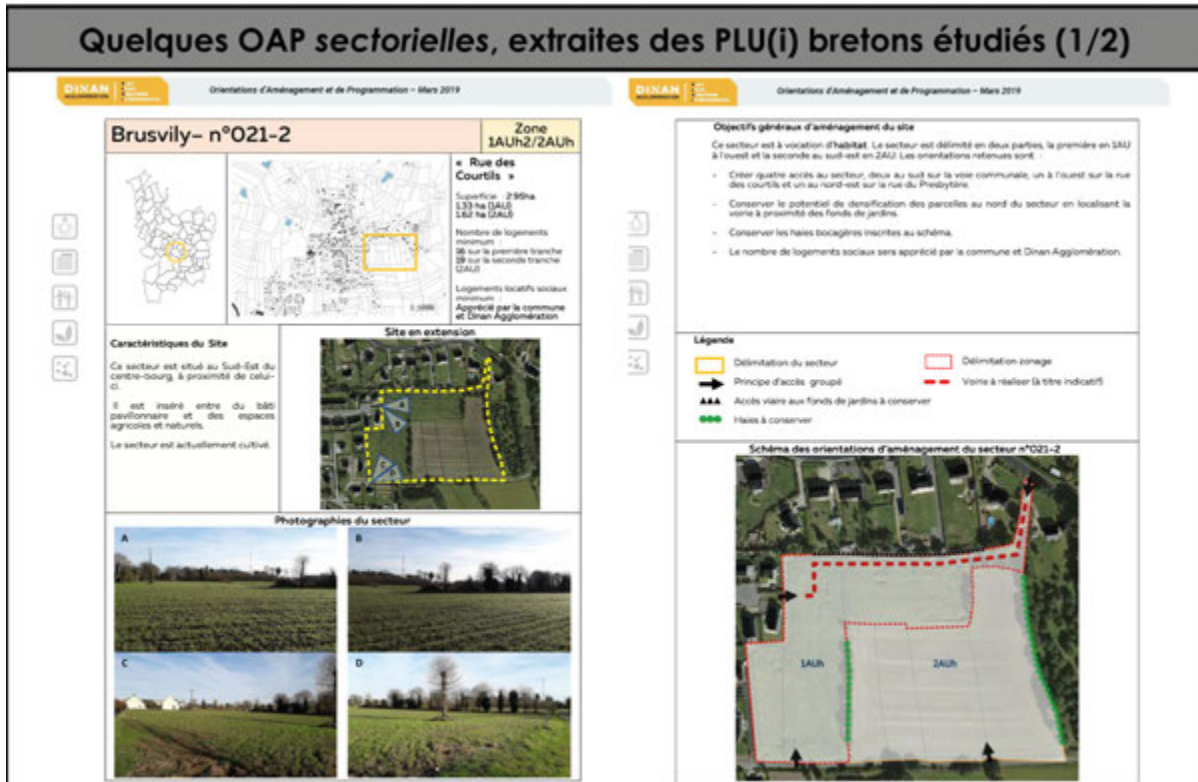 Quelques OAP sectorielles, extraites des PLU(i) bretons étudiés (1/2)
DINAN
AGGLOMÉRATION
Orientations d'Aménagement et de Programmation – Mars 2019
Brusvily– n°021-2
Zone
1AUh2/2AUh
« Rue des
Courtils »
Superficie : 2.95ha
1.33 ha (1AU)
1.62 ha (2AU)
Nombre de logements
minimum :
16 sur la première tranche
19 sur la seconde tranche
(2AU)
Logements locatifs sociaux
minimum :
Apprécié par la commune
et Dinan Agglomération
Caractéristiques du Site
Ce secteur est situé au Sud-Est du
centre-bourg, à proximité de celui-
ci.
Il est inséré entre du bâti
pavillonnaire et des espaces
agricoles et naturels.
Le secteur est actuellement cultivé.
Site en extension
Photographies du secteur
A
B
C
D
DINAN
AGGLOMÉRATION
Orientations d'Aménagement et de Programmation – Mars 2019
Objectifs généraux d'aménagement du site
Ce secteur est à vocation d'habitat. Le secteur est délimité en deux parties, la première en 1AU
à l'ouest et la seconde au sud-est en 2AU. Les orientations retenues sont :
- Créer quatre accès au secteur, deux au sud sur la voie communale, un à l'ouest sur la rue
des courtils et un au nord-est sur la rue du Presbytère.
- Conserver le potentiel de densification des parcelles au nord du secteur en localisant la
voirie à proximité des fonds de jardins.
- Conserver les haies bocagères inscrites au schéma.
- Le nombre de logements sociaux sera apprécié par la commune et Dinan Agglomération.
Légende
Délimitation du secteur
Délimitation zonage
Principe d'accès groupé
Voirie à réaliser (à titre indicatif)
Accès viaire aux fonds de jardins à conserver
Haies à conserver
Schéma des orientations d'aménagement du secteur n°021-2
1AUh
2AUh